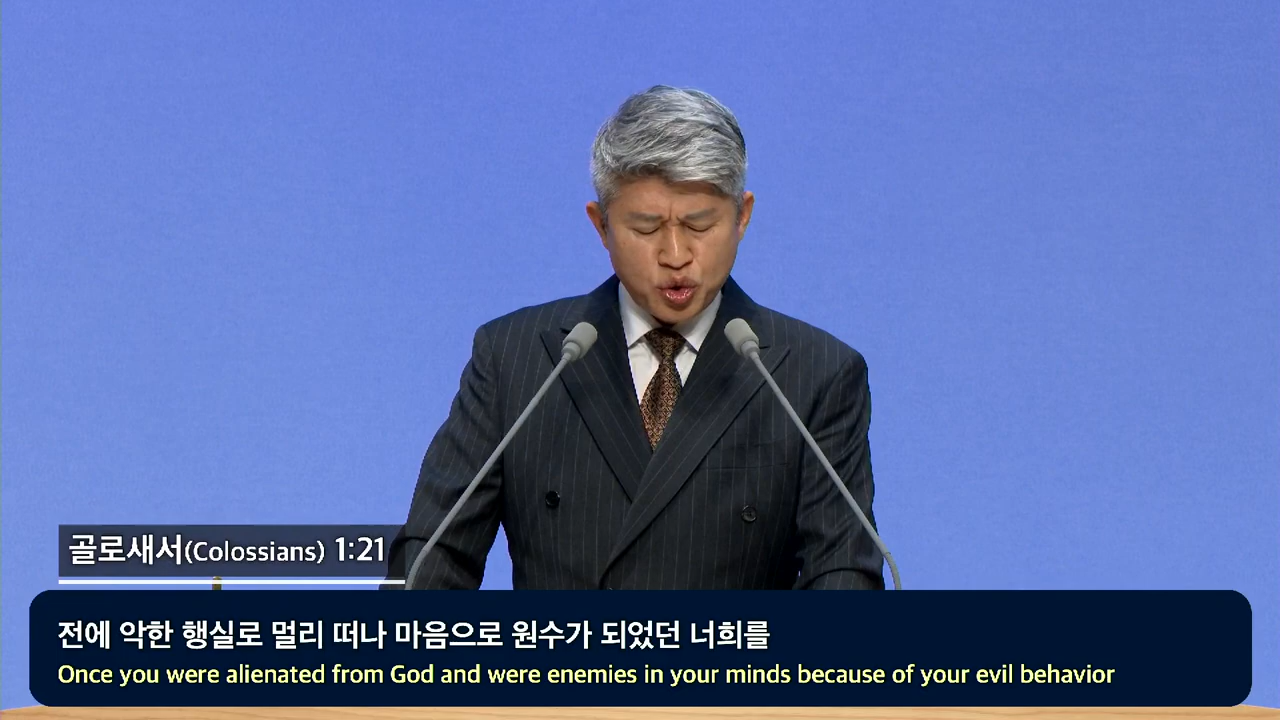 골로새서(Colossians) 1:21
전에 악한 행실로 멀리 떠나 마음으로 원수가 되었던 너희를
Once you were alienated from God and were enemies in your minds because of your evil behavior